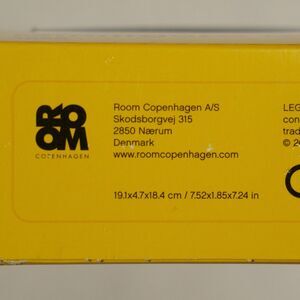 ROOM
COPENHAGEN
Room Copenhagen A/S
Skodsborgvej 315
2850 Nærum
Denmark
www.roomcopenhagen.com
19.1x4.7x18.4 cm / 7.52x1.85x7.24 in
LEG
con
trad
© 2